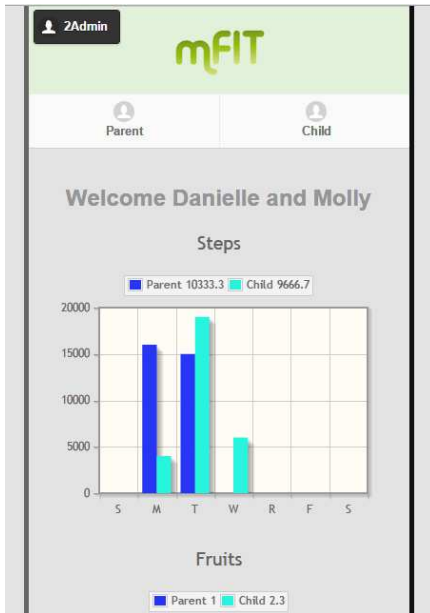 2Admin
mFIT
Parent Child
Welcome Danielle and Molly
Steps
Parent 10333.3 Child 9666.7
20000
15000
10000
5000
0
S M T W R F S
Fruits
Parent 1 Child 2.3